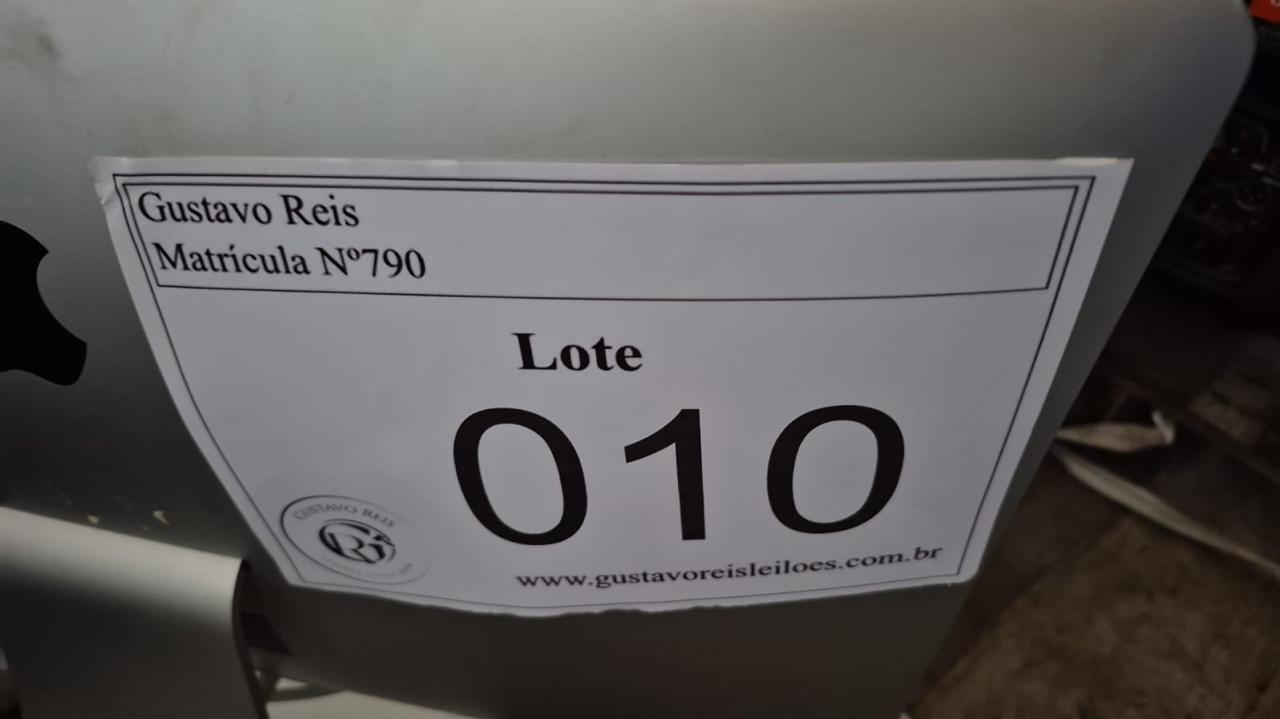 Gustavo Reis
Matrícula Nº790
Lote
010
GUSTAVO REIS
www.gustavoreisleiloes.com.br